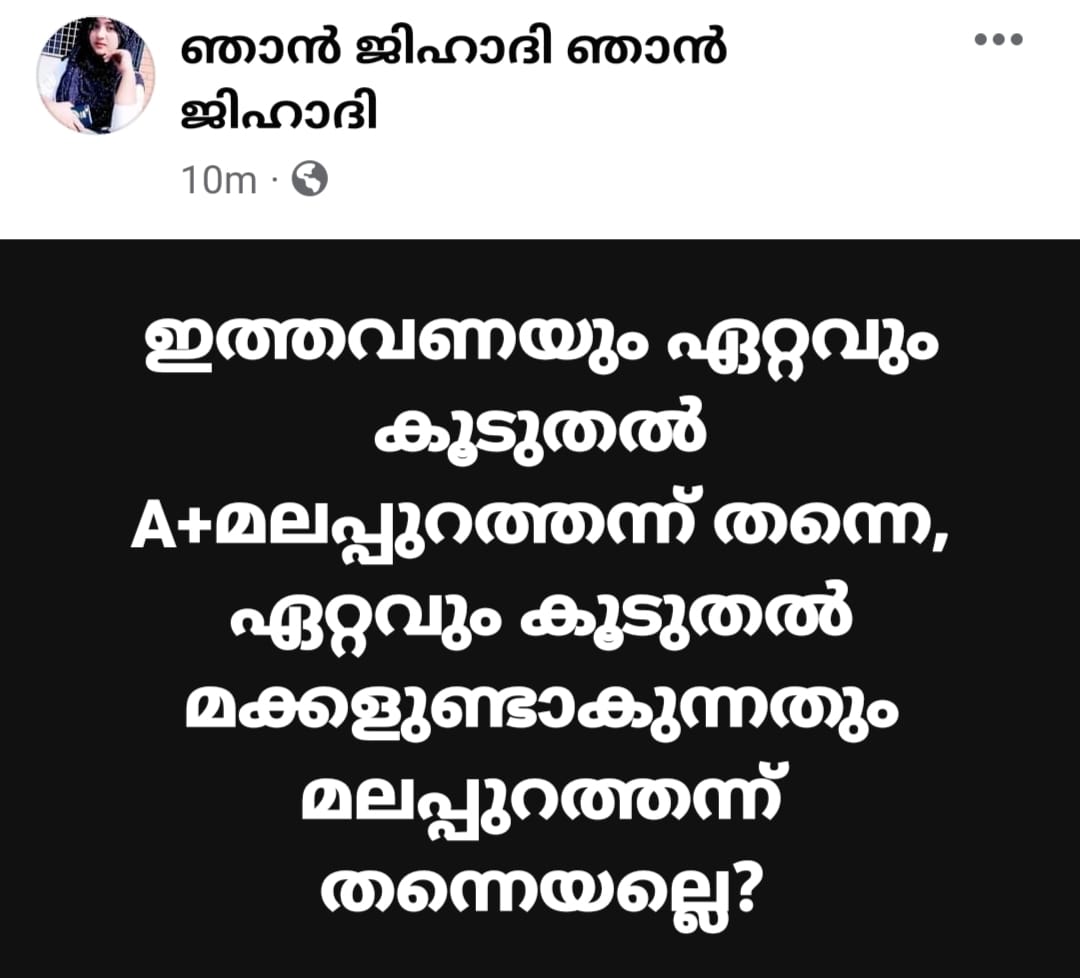 ഞാൻ ജിഹാദി ഞാൻ
ജിഹാദി
10m ·
ഇത്തവണയും ഏറ്റവും
കൂടുതൽ
A+മലപ്പുറത്തന്ന് തന്നെ,
ഏറ്റവും കൂടുതൽ
മക്കളുണ്ടാകുന്നതും
മലപ്പുറത്തന്ന്
തന്നെയല്ലെ?